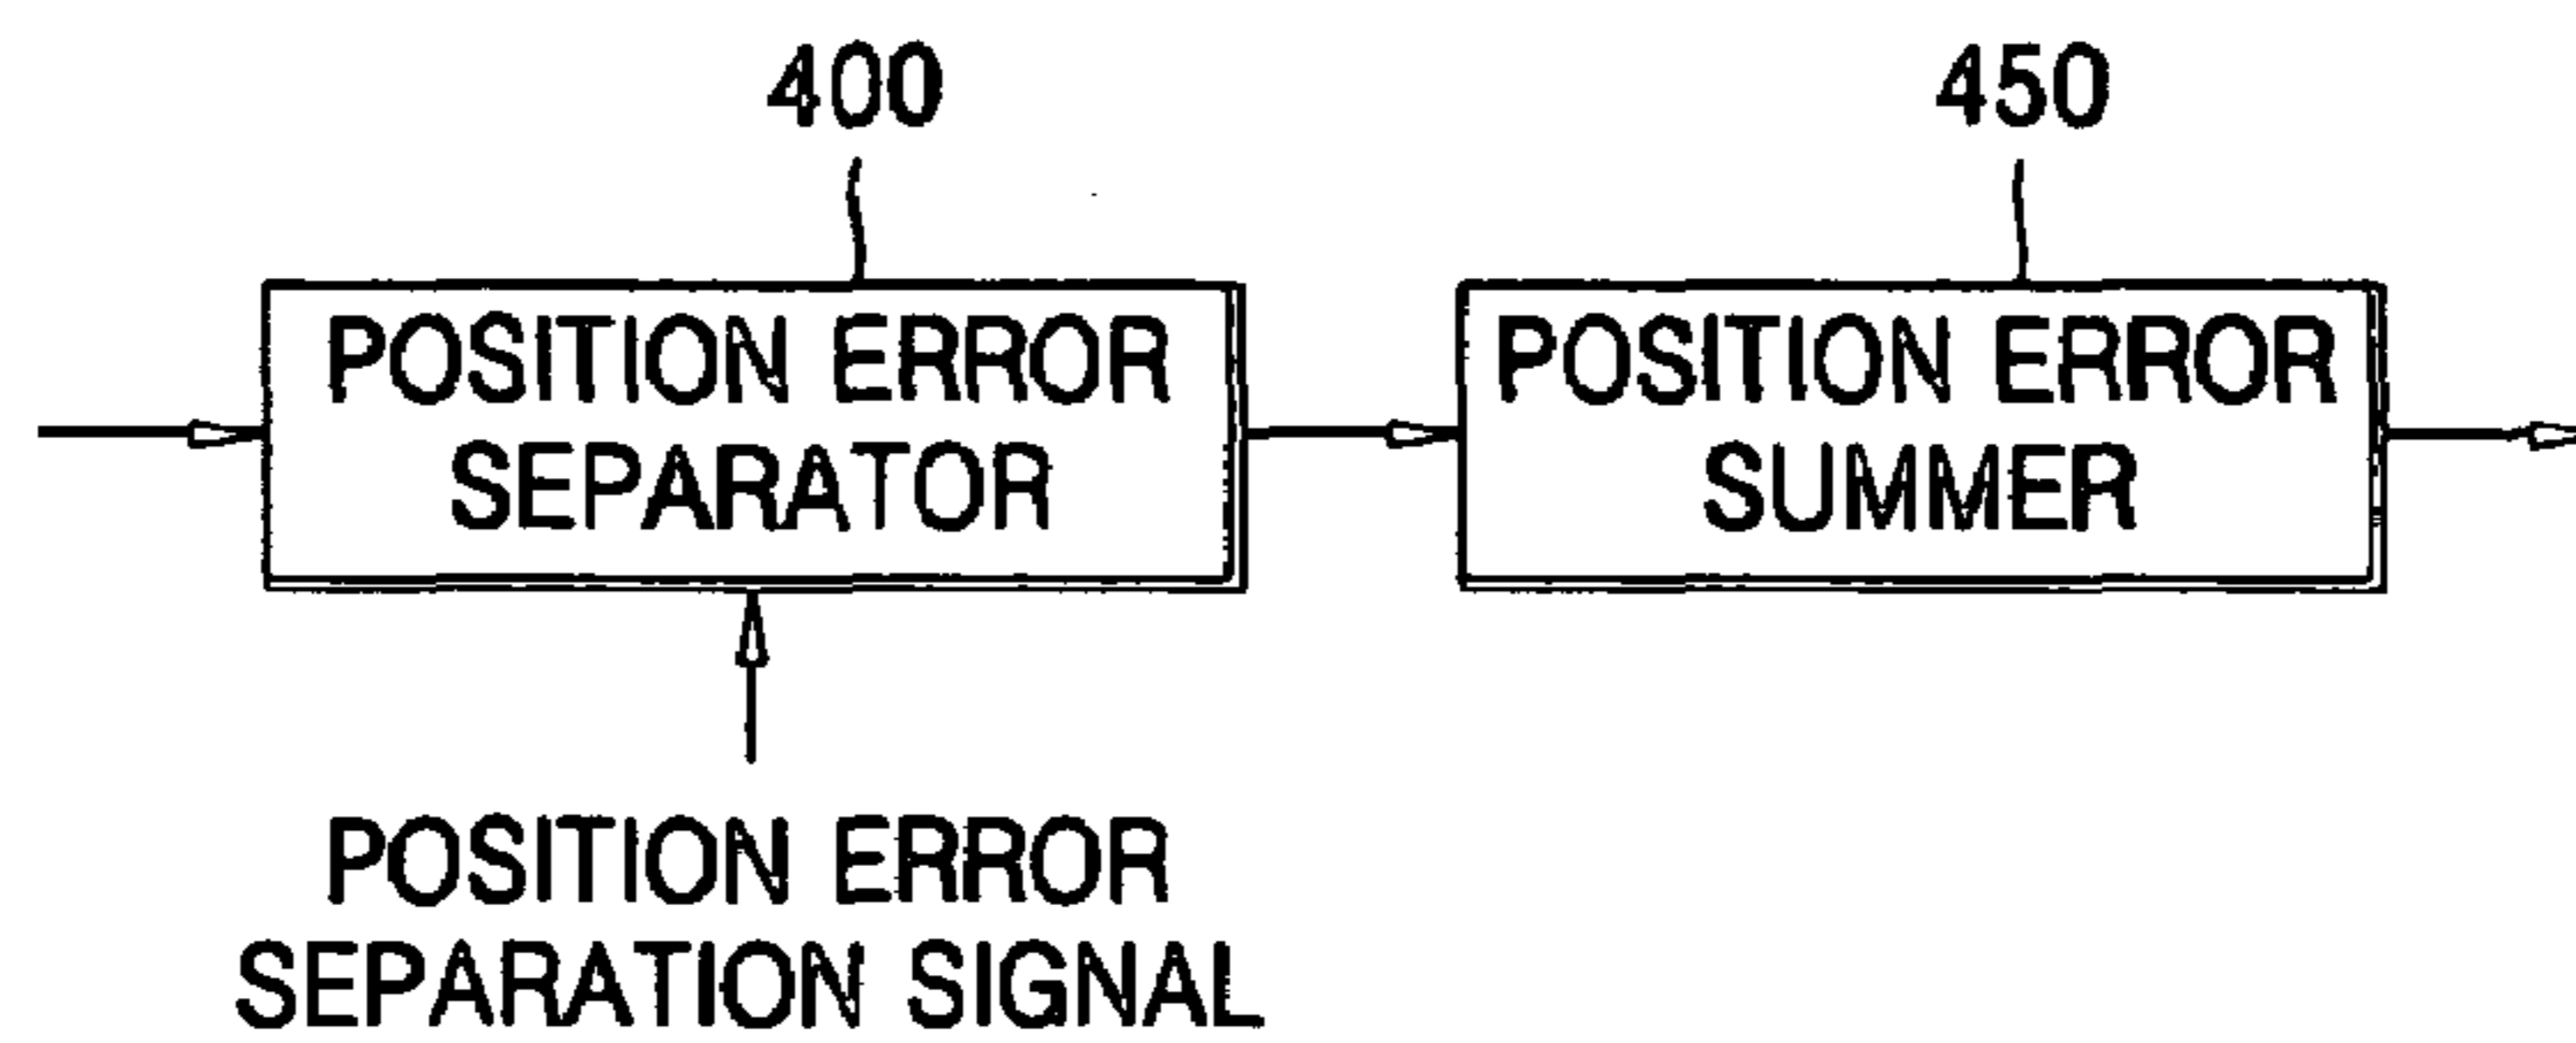 400
450
POSITION ERROR
SEPARATOR
POSITION ERROR
SUMMER
POSITION ERROR
SEPARATION SIGNAL